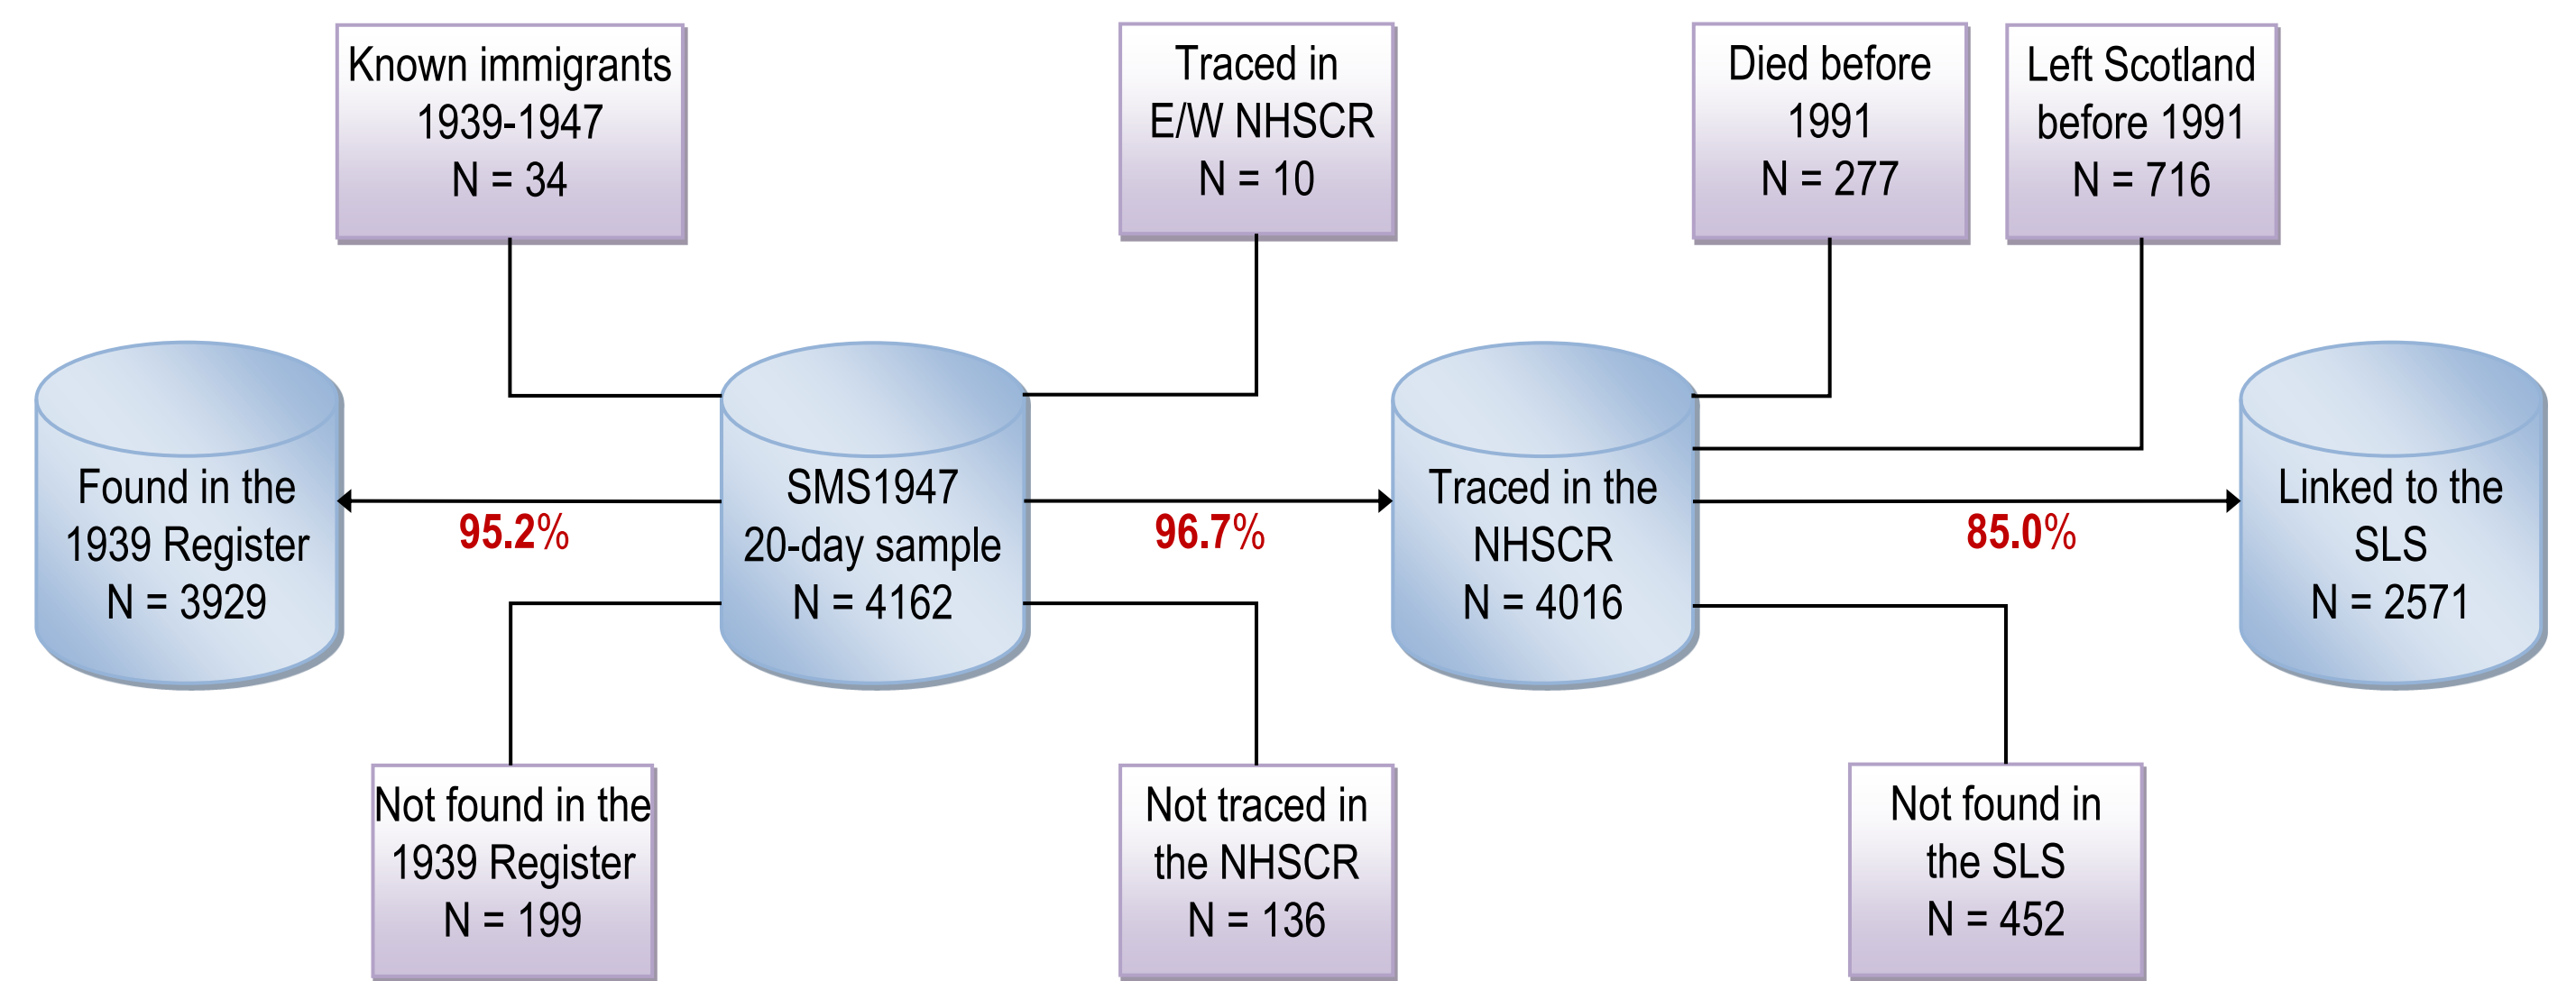 Known immigrants
1939-1947
N = 34
Traced in
E/W NHSCR
N = 10
Died before
1991
N = 277
Left Scotland
before 1991
N = 716
Found in the
1939 Register
N = 3929
95.2%
SMS1947
20-day sample
N = 4162
96.7%
Traced in the
NHSCR
N = 4016
85.0%
Linked to the
SLS
N = 2571
Not found in the
1939 Register
N = 199
Not traced in
the NHSCR
N = 136
Not found in
the SLS
N = 452